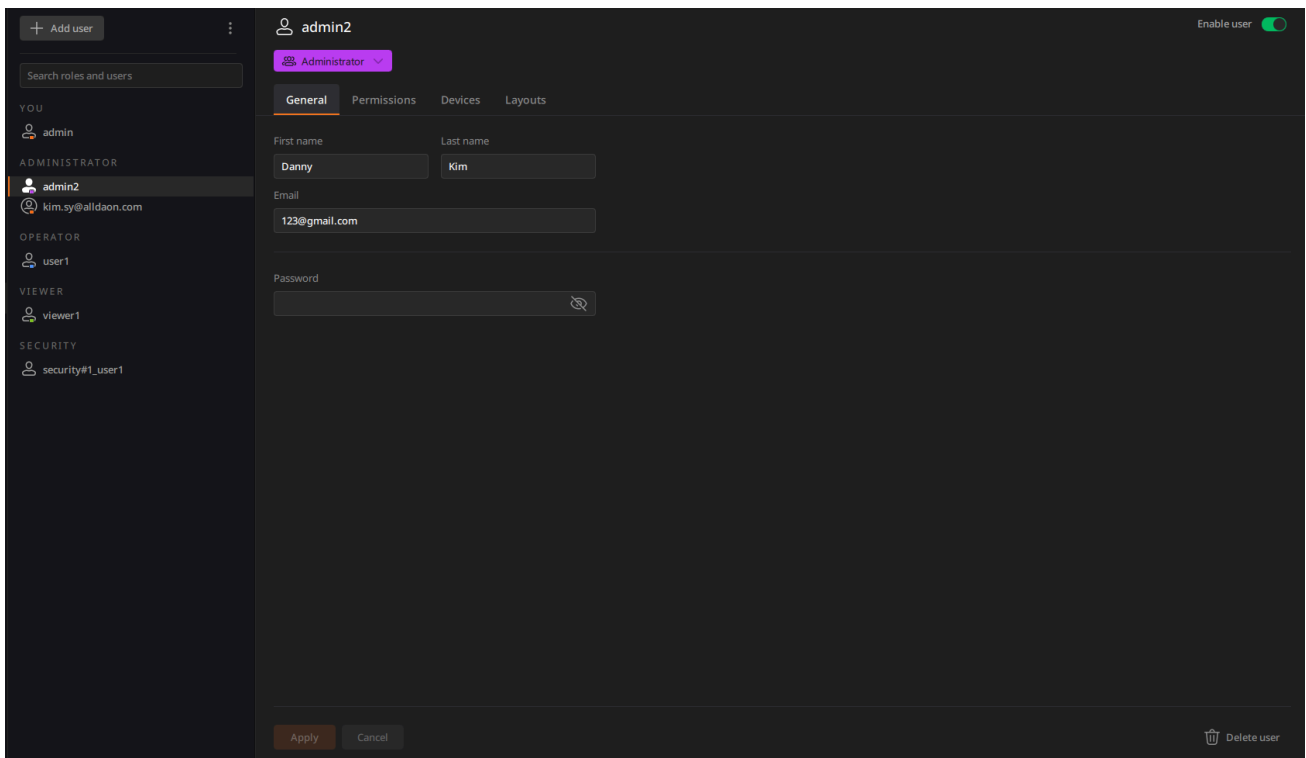 Add user
Search roles and users
YOU
admin
ADMINISTRATOR
admin2
kim.sy@alldaon.com
OPERATOR
user1
VIEWER
viewer1
SECURITY
security#1_user1
admin2
Enable user
Administrator
General Permissions Devices Layouts
First name Last name
Danny Kim
Email
123@gmail.com
Password
Apply Cancel
Delete user